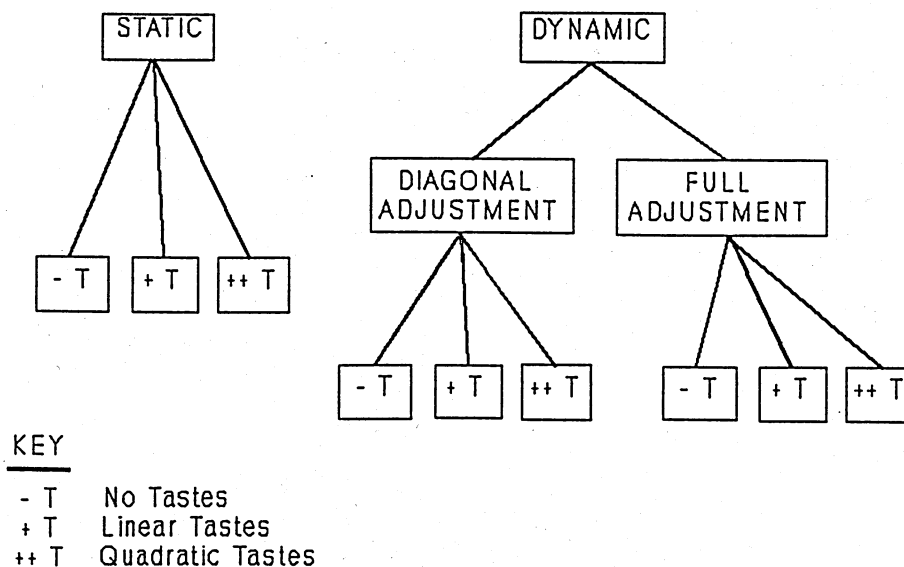 STATIC
DYNAMIC
DIAGONAL
ADJUSTMENT
FULL
ADJUSTMENT
- T
+ T
++ T
- T
+ T
++ T
- T
+ T
++ T
KEY
- T No Tastes
+ T Linear Tastes
++ T Quadratic Tastes